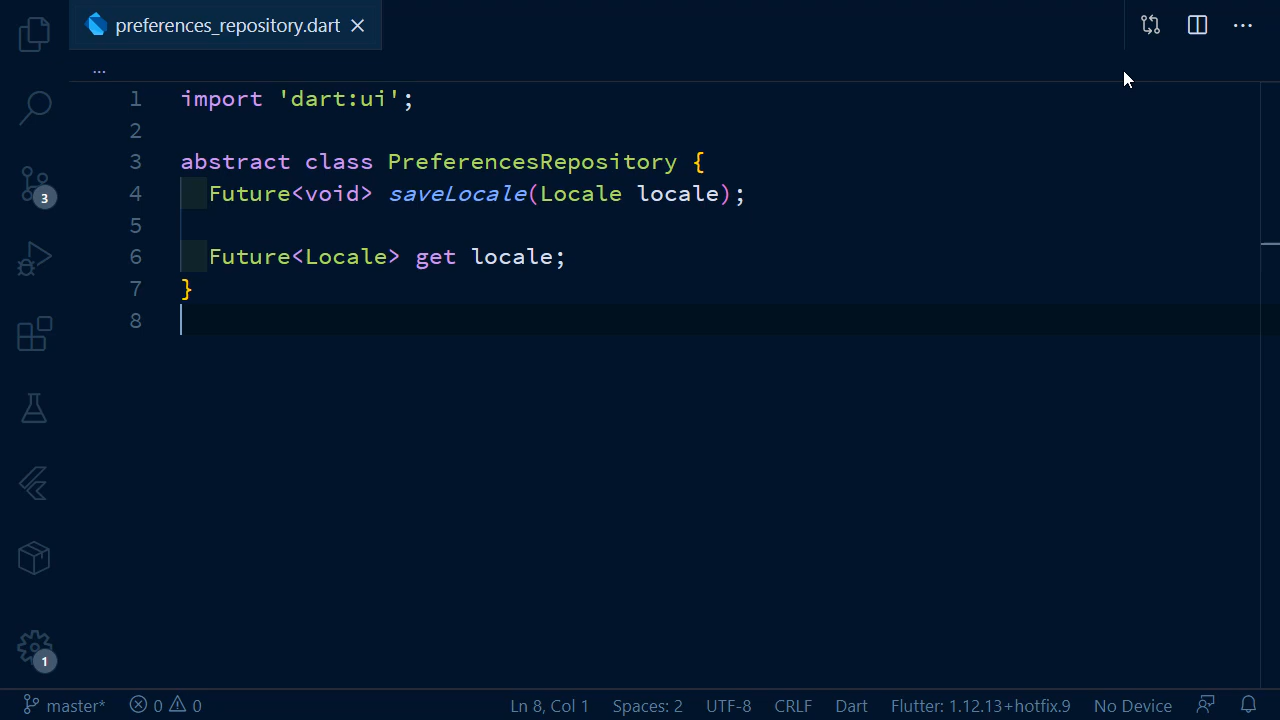 preferences_repository.dart
...
1 import 'dart:ui';
2
3 abstract class PreferencesRepository {
4 Future<void> saveLocale(Locale locale);
5
6 Future<Locale> get locale;
7 }
8
3
1
master* 0 0 Ln 8, Col 1 Spaces: 2 UTF-8 CRLF Dart Flutter: 1.12.13+hotfix.9 No Device